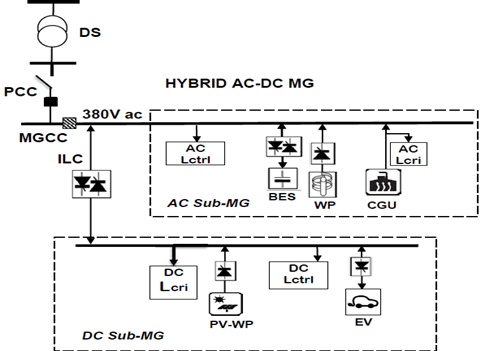 DS
HYBRID AC-DC MG
PCC
380V ac
MGCC
ILC
AC
Lctrl
AC
Lcri
BES
WP
CGU
AC Sub-MG
DC
Lcri
DC
Lctrl
PV-WP
EV
DC Sub-MG